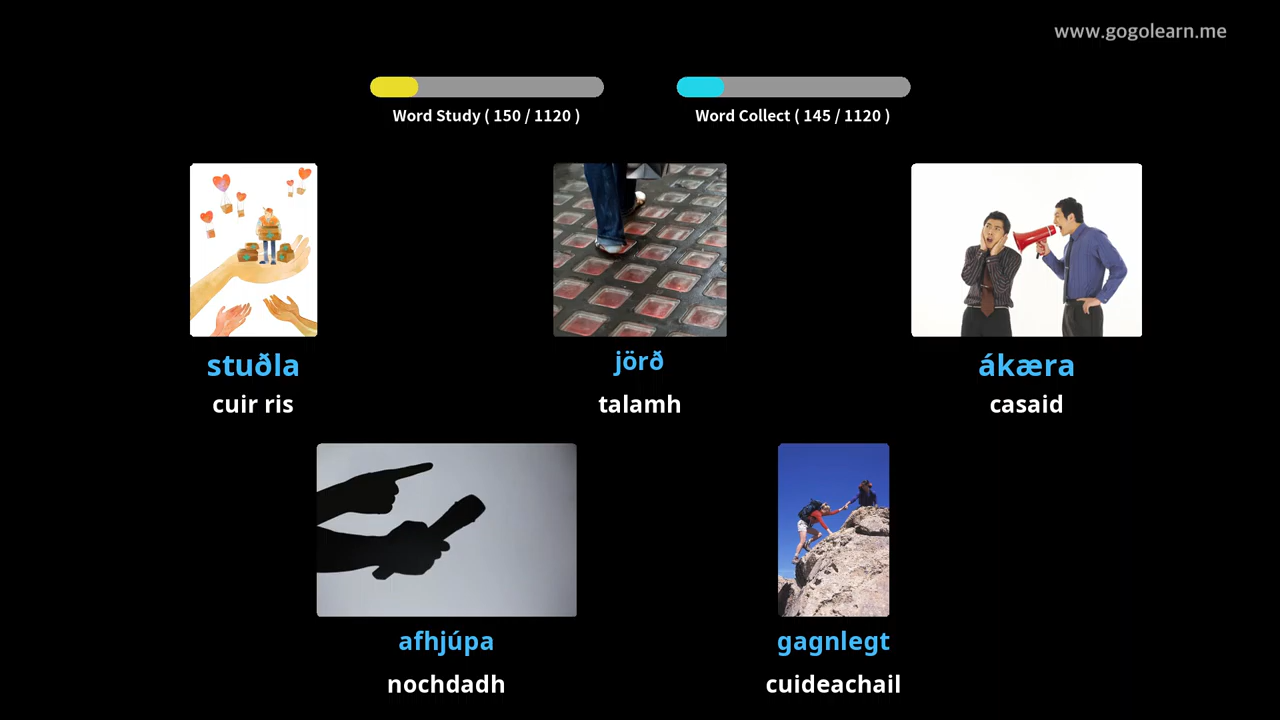 www.gogolearn.me
Word Study ( 150 / 1120 )
Word Collect ( 145 / 1120 )
stuðla
cuir ris
jörð
talamh
ákæra
casaid
afhjúpa
nochdadh
gagnlegt
cuideachail